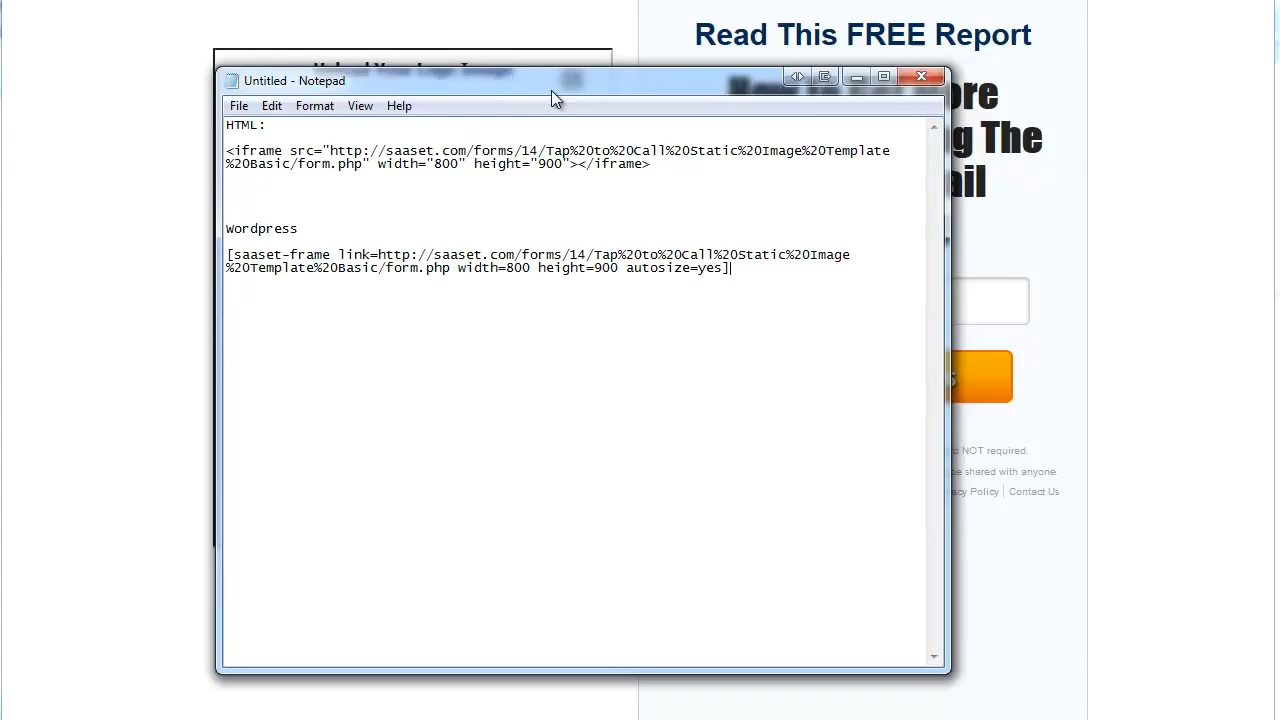 Read This FREE Report
Untitled - Notepad
ore
File Edit Format View Help
g The
ail
HTML:
<iframe src="http://saaset.com/forms/14/Tap%20to%20Call%20Static%20Image%20Template
%20Basic/form.php" width="800" height="900"></iframe>
Wordpress
[saaset-frame link=http://saaset.com/forms/14/Tap%20to%20Call%20Static%20Image
%20Template%20Basic/form.php width=800 height=900 autosize=yes]
NOT required.
be shared with anyone.
acy Policy | Contact Us